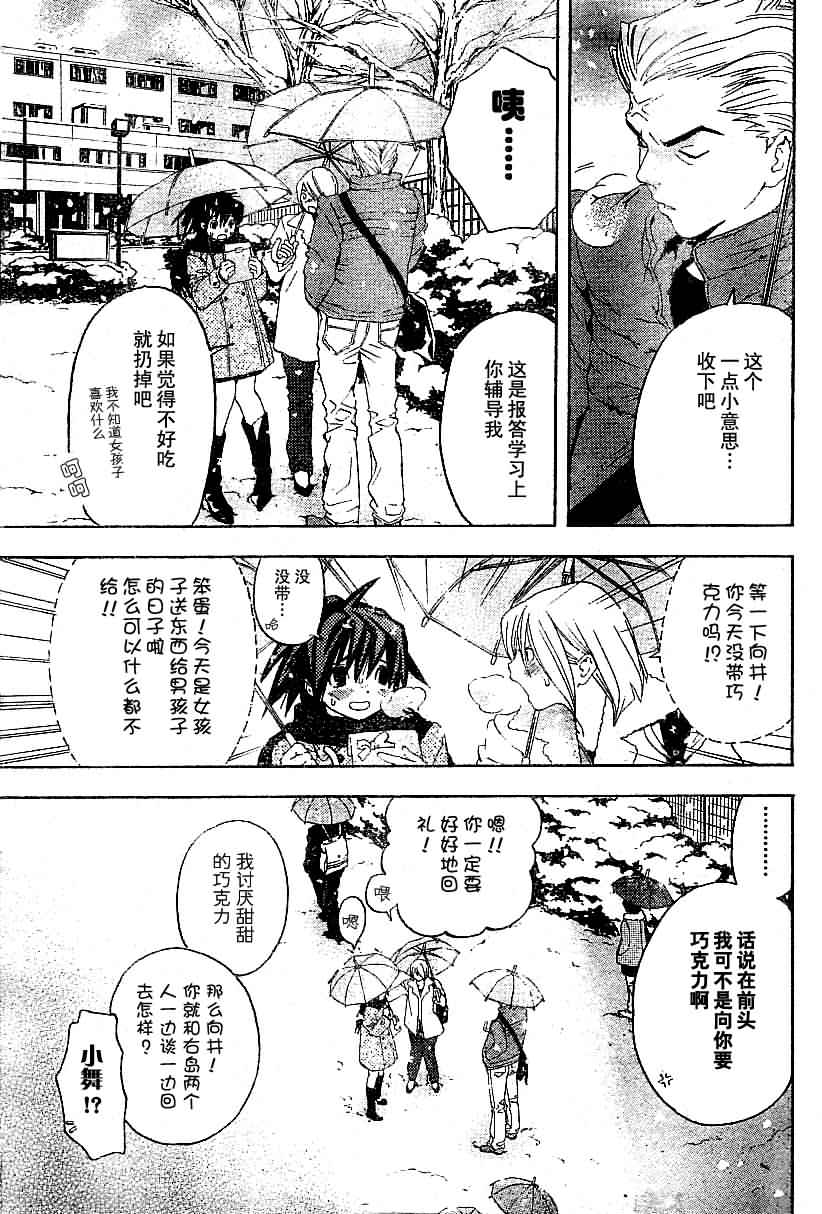 这个
一点小意思…
收下吧
咦……
这是报答学习上
你辅导我
如果觉得不好吃
就扔掉吧
我不知道女孩子
喜欢什么
呵呵
等一下向井！
你今天没带巧
克力吗!?
没
没带…
哈
笨蛋！今天是女孩
子送东西给男孩子
的日子啦
怎么可以什么都不
给!!
………
话说在前头
我可不是向你要
巧克力啊
嗯!!
你一定要
好好地回
礼！
喂
嗯
我讨厌甜甜
的巧克力
那么向井！
你就和右岛两个
人一边谈一边回
去怎样？
小舞!?